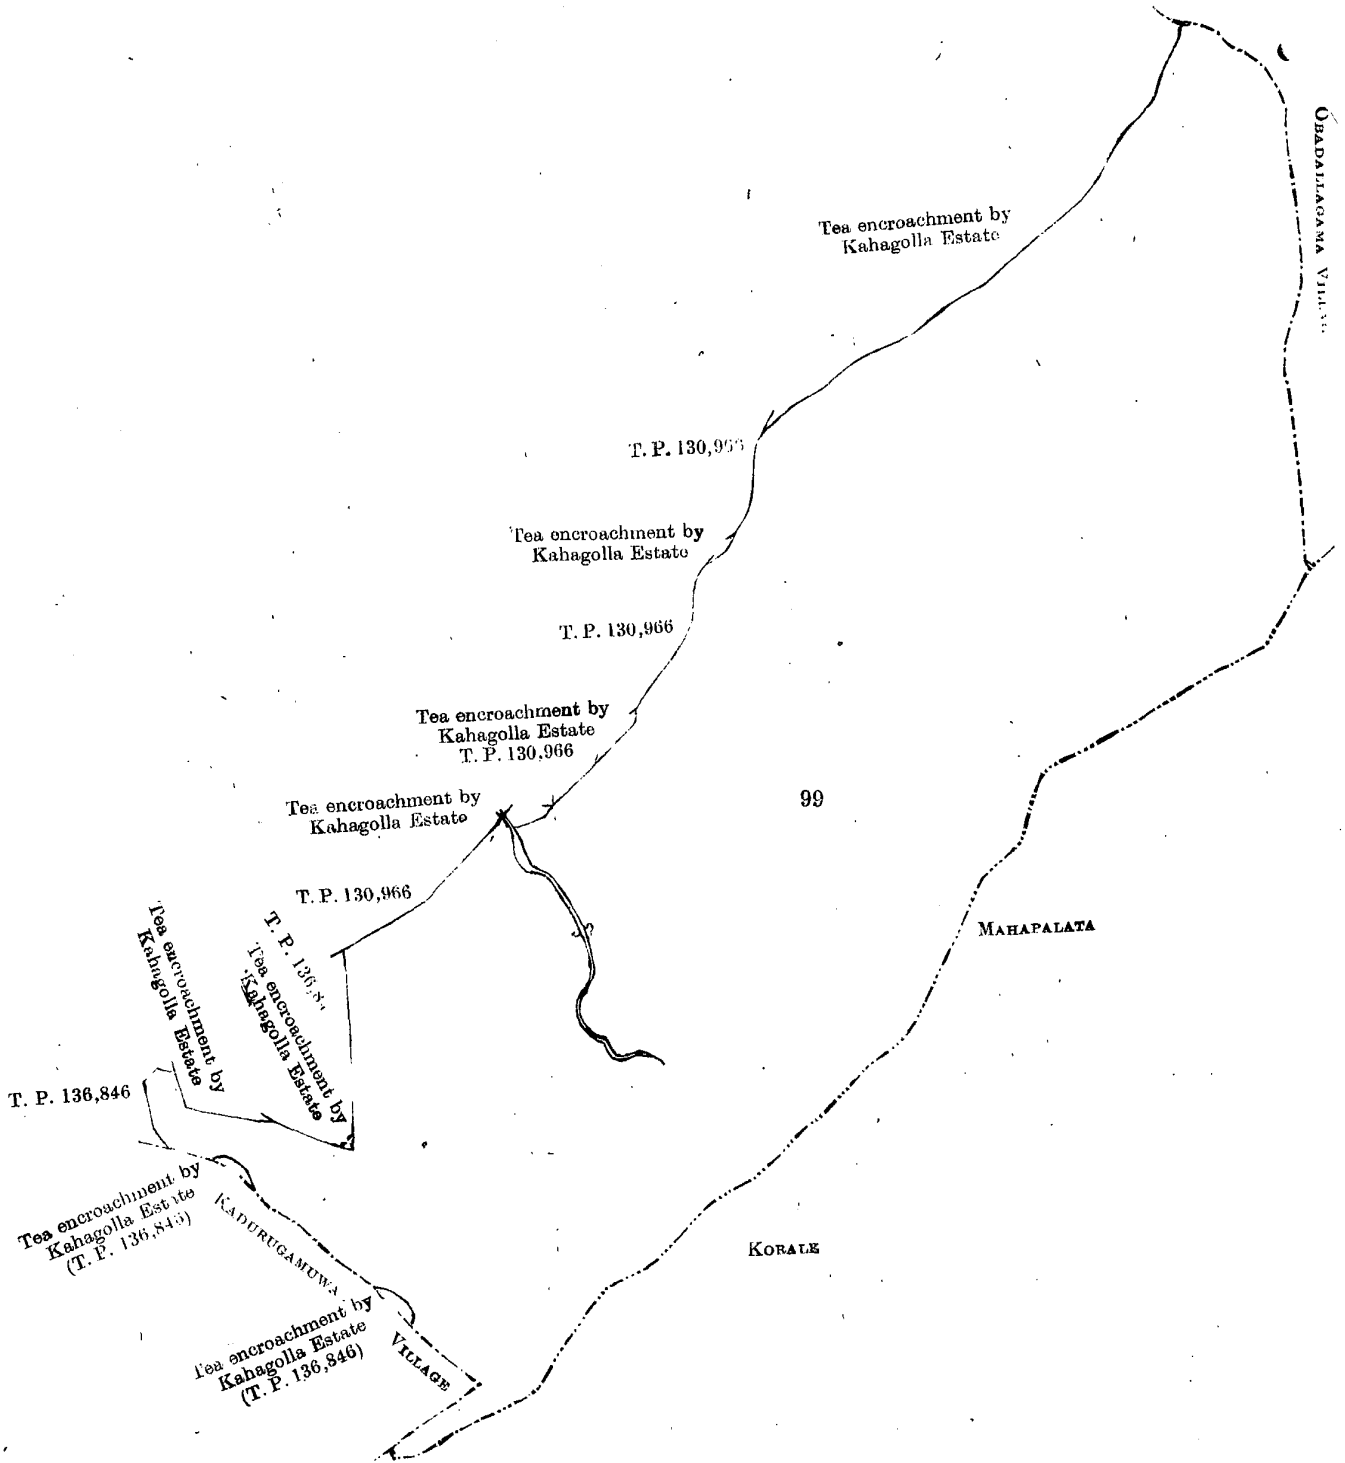 OBADALLAGAMA
Tea encroachment by
Kahagolla Estate
T. P. 130,966
Tea encroachment by
Kahagolla Estate
T. P. 130,966
Tea encroachment by
Kahagolla Estate
T. P. 130,966
99
Tea encroachment by
Kahagolla Estate
T. P. 130,966
MAHAPALATA
T. P.
Tea encroachment by
Kahagolla Estate
Tea encroachment by
Kahagolla Estate
T. P. 136,846
Tea encroachment by
Kahagolla Estate
(T. P. 136,846)
KADURUGAMUWA
VILLAGE
KORALE
Tea encroachment by
Kahagolla Estate
(T. P. 136,846)